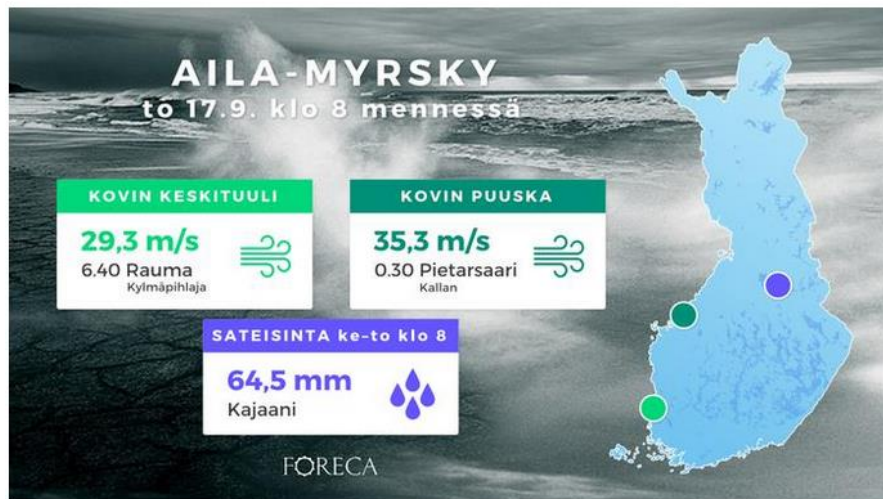 AILA-MYRSKY
to 17.9. klo 8 mennessä
KOVIN KESKITUULI
29,3 m/s
6.40 Rauma
Kylmäpihlaja
KOVIN PUUSKA
35,3 m/s
0.30 Pietarsaari
Kallan
SATEISINTA ke-to klo 8
64,5 mm
Kajaani
FORECA